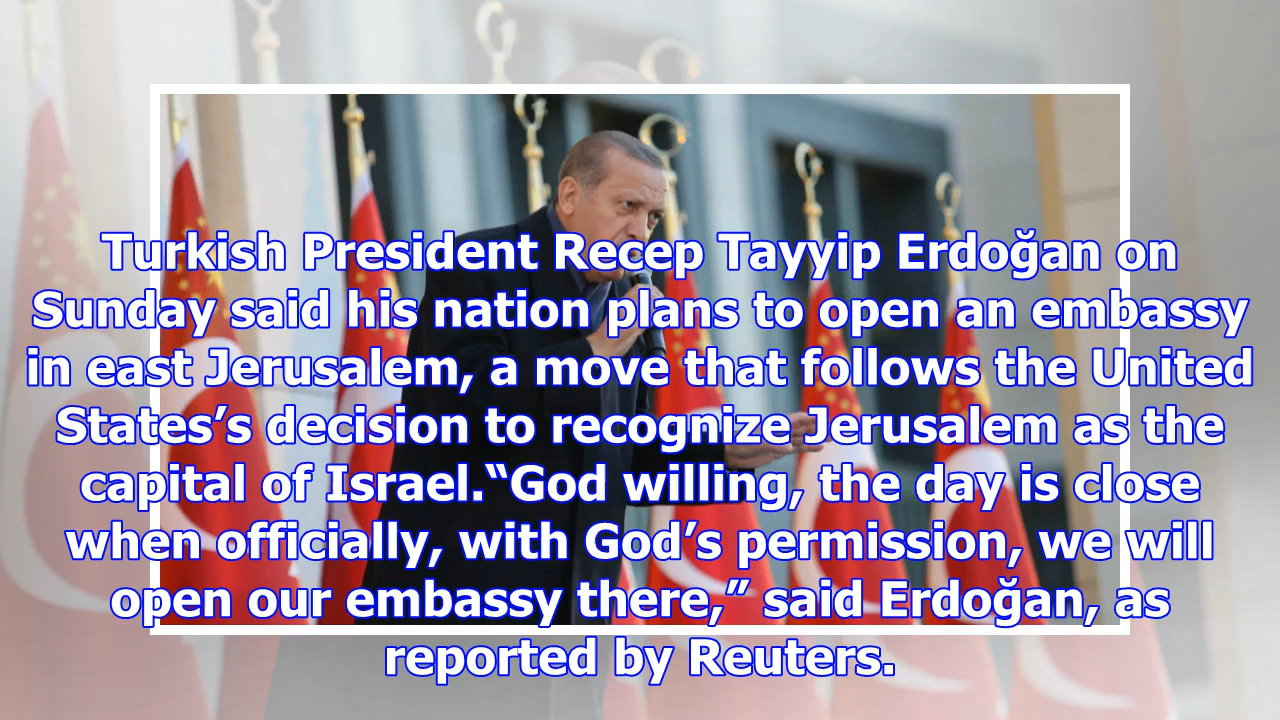 Turkish President Recep Tayyip Erdoğan on
Sunday said his nation plans to open an embassy
in east Jerusalem, a move that follows the United
States’s decision to recognize Jerusalem as the
capital of Israel.“God willing, the day is close
when officially, with God’s permission, we will
open our embassy there,” said Erdoğan, as
reported by Reuters.